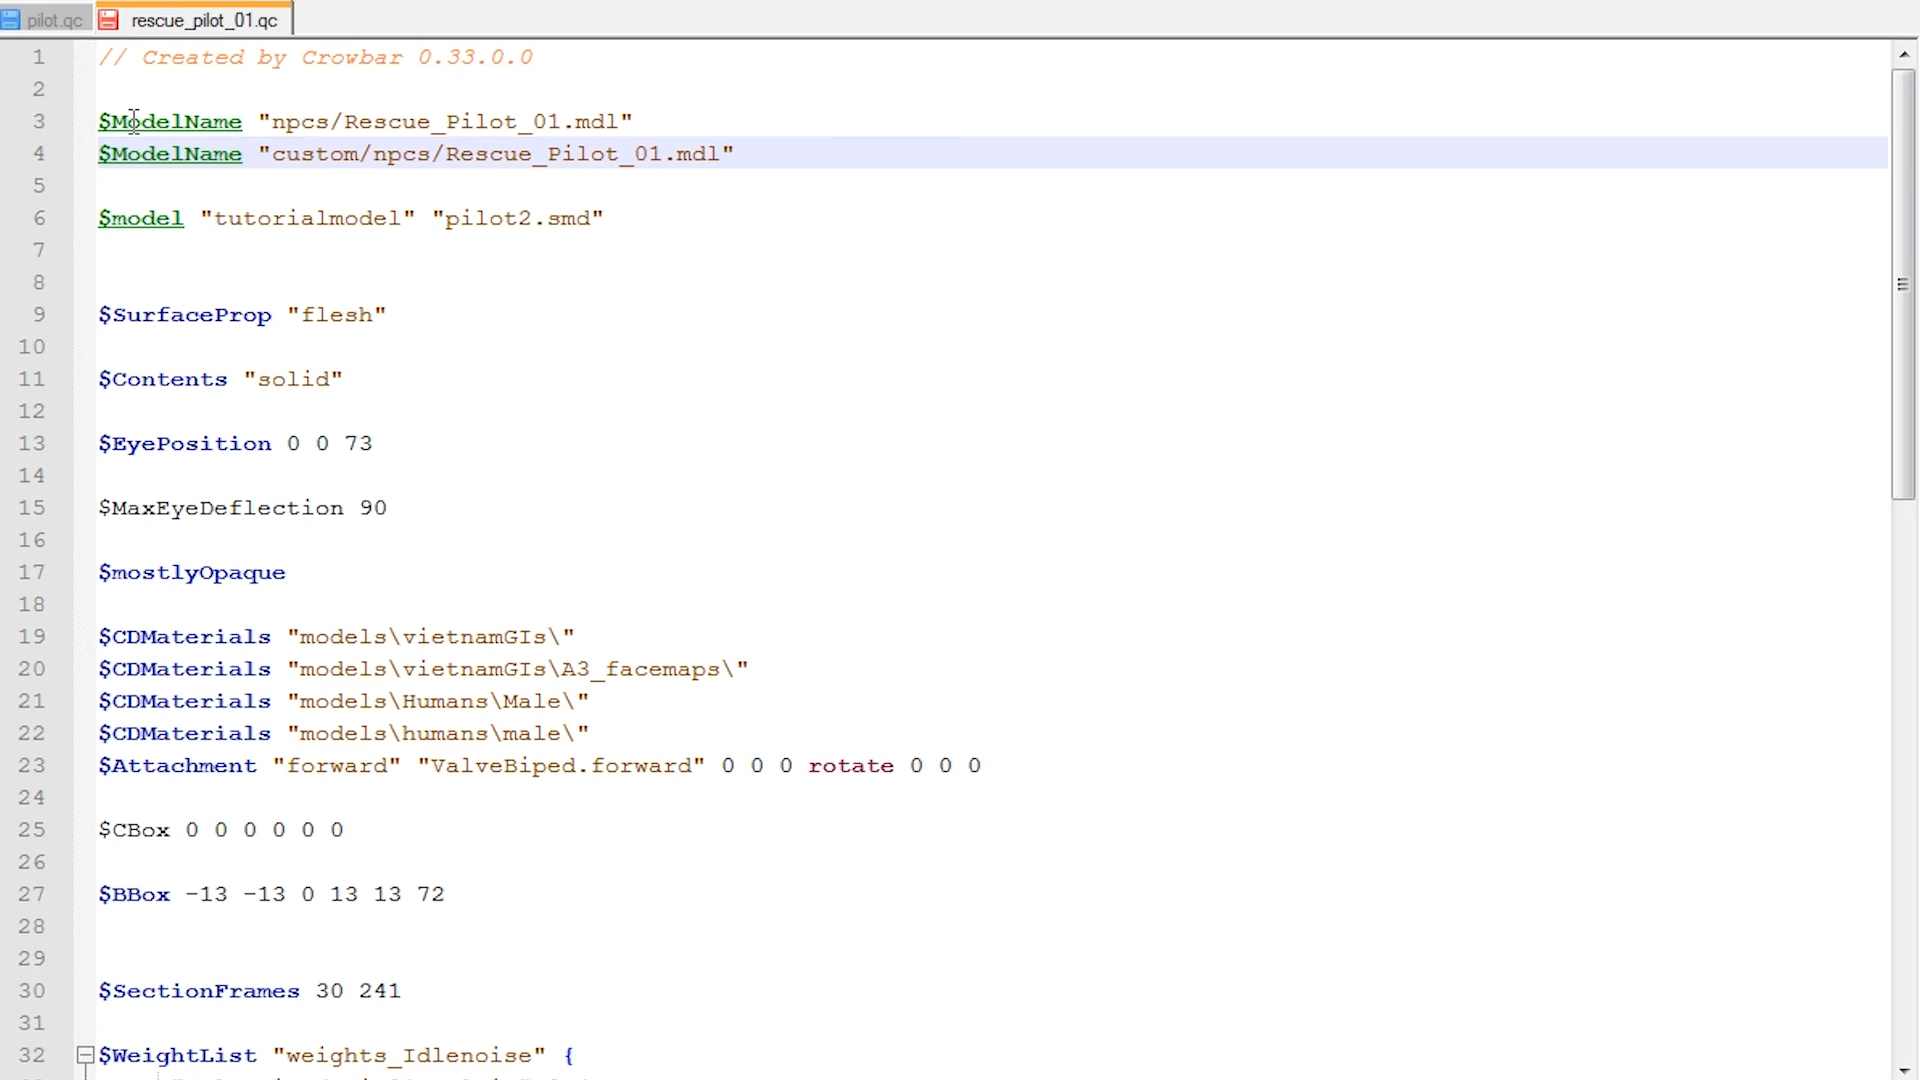 pilot.qc rescue_pilot_01.qc
1 // Created by Crowbar 0.33.0.0
2
3 $ModelName "npcs/Rescue_Pilot_01.mdl"
4 $ModelName "custom/npcs/Rescue_Pilot_01.mdl"
5
6 $model "tutorialmodel" "pilot2.smd"
7
8
9 $SurfaceProp "flesh"
10
11 $Contents "solid"
12
13 $EyePosition 0 0 73
14
15 $MaxEyeDeflection 90
16
17 $mostlyOpaque
18
19 $CDMaterials "models\vietnamGIs\"
20 $CDMaterials "models\vietnamGIs\A3_facemaps\"
21 $CDMaterials "models\Humans\Male\"
22 $CDMaterials "models\humans\male\"
23 $Attachment "forward" "ValveBiped.forward" 0 0 0 rotate 0 0 0
24
25 $CBox 0 0 0 0 0 0
26
27 $BBox -13 -13 0 13 13 72
28
29
30 $SectionFrames 30 241
31
32 $WeightList "weights_Idlenoise" {